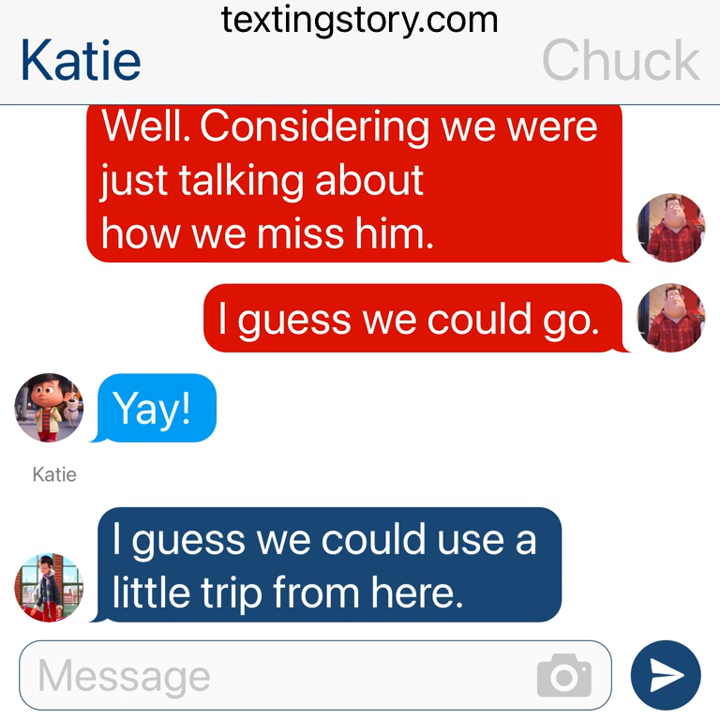 textingstory.com
Katie
Chuck
Well. Considering we were
just talking about
how we miss him.
I guess we could go.
Yay!
Katie
I guess we could use a
little trip from here.
Message